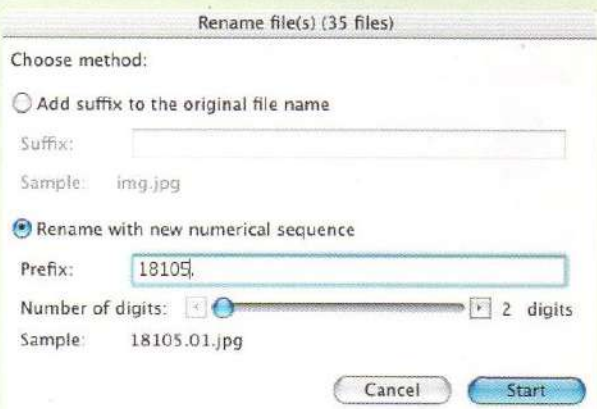 Rename file(s) (35 files)
Choose method:
Add suffix to the original file name
Suffix:
Sample: img.jpg
Rename with new numerical sequence
Prefix: 18105.
Number of digits: 2 digits
Sample: 18105.01.jpg
Cancel Start